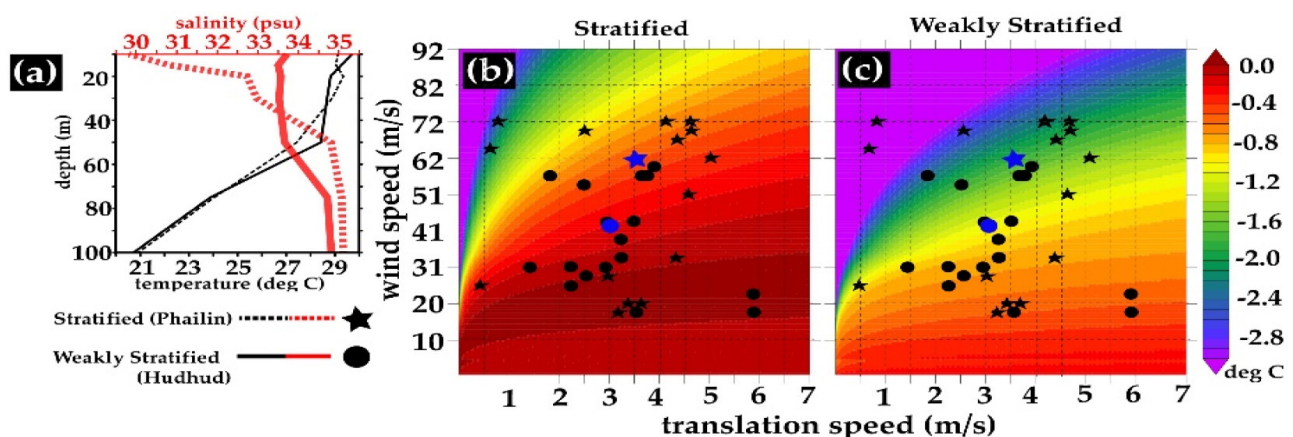 salinity (psu)
30 31 32 33 34 35
(a)
20
40
60
80
100
depth (m)
21 23 25 27 29
temperature (deg C)
Stratified (Phailin)
Weakly Stratified
(Hudhud)
Stratified
(b)
92
82
72
62
51
41
31
20
10
wind speed (m/s)
1 2 3 4 5 6 7
Weakly Stratified
(c)
1 2 3 4 5 6 7
translation speed (m/s)
0.0
-0.4
-0.8
-1.2
-1.6
-2.0
-2.4
-2.8
deg C